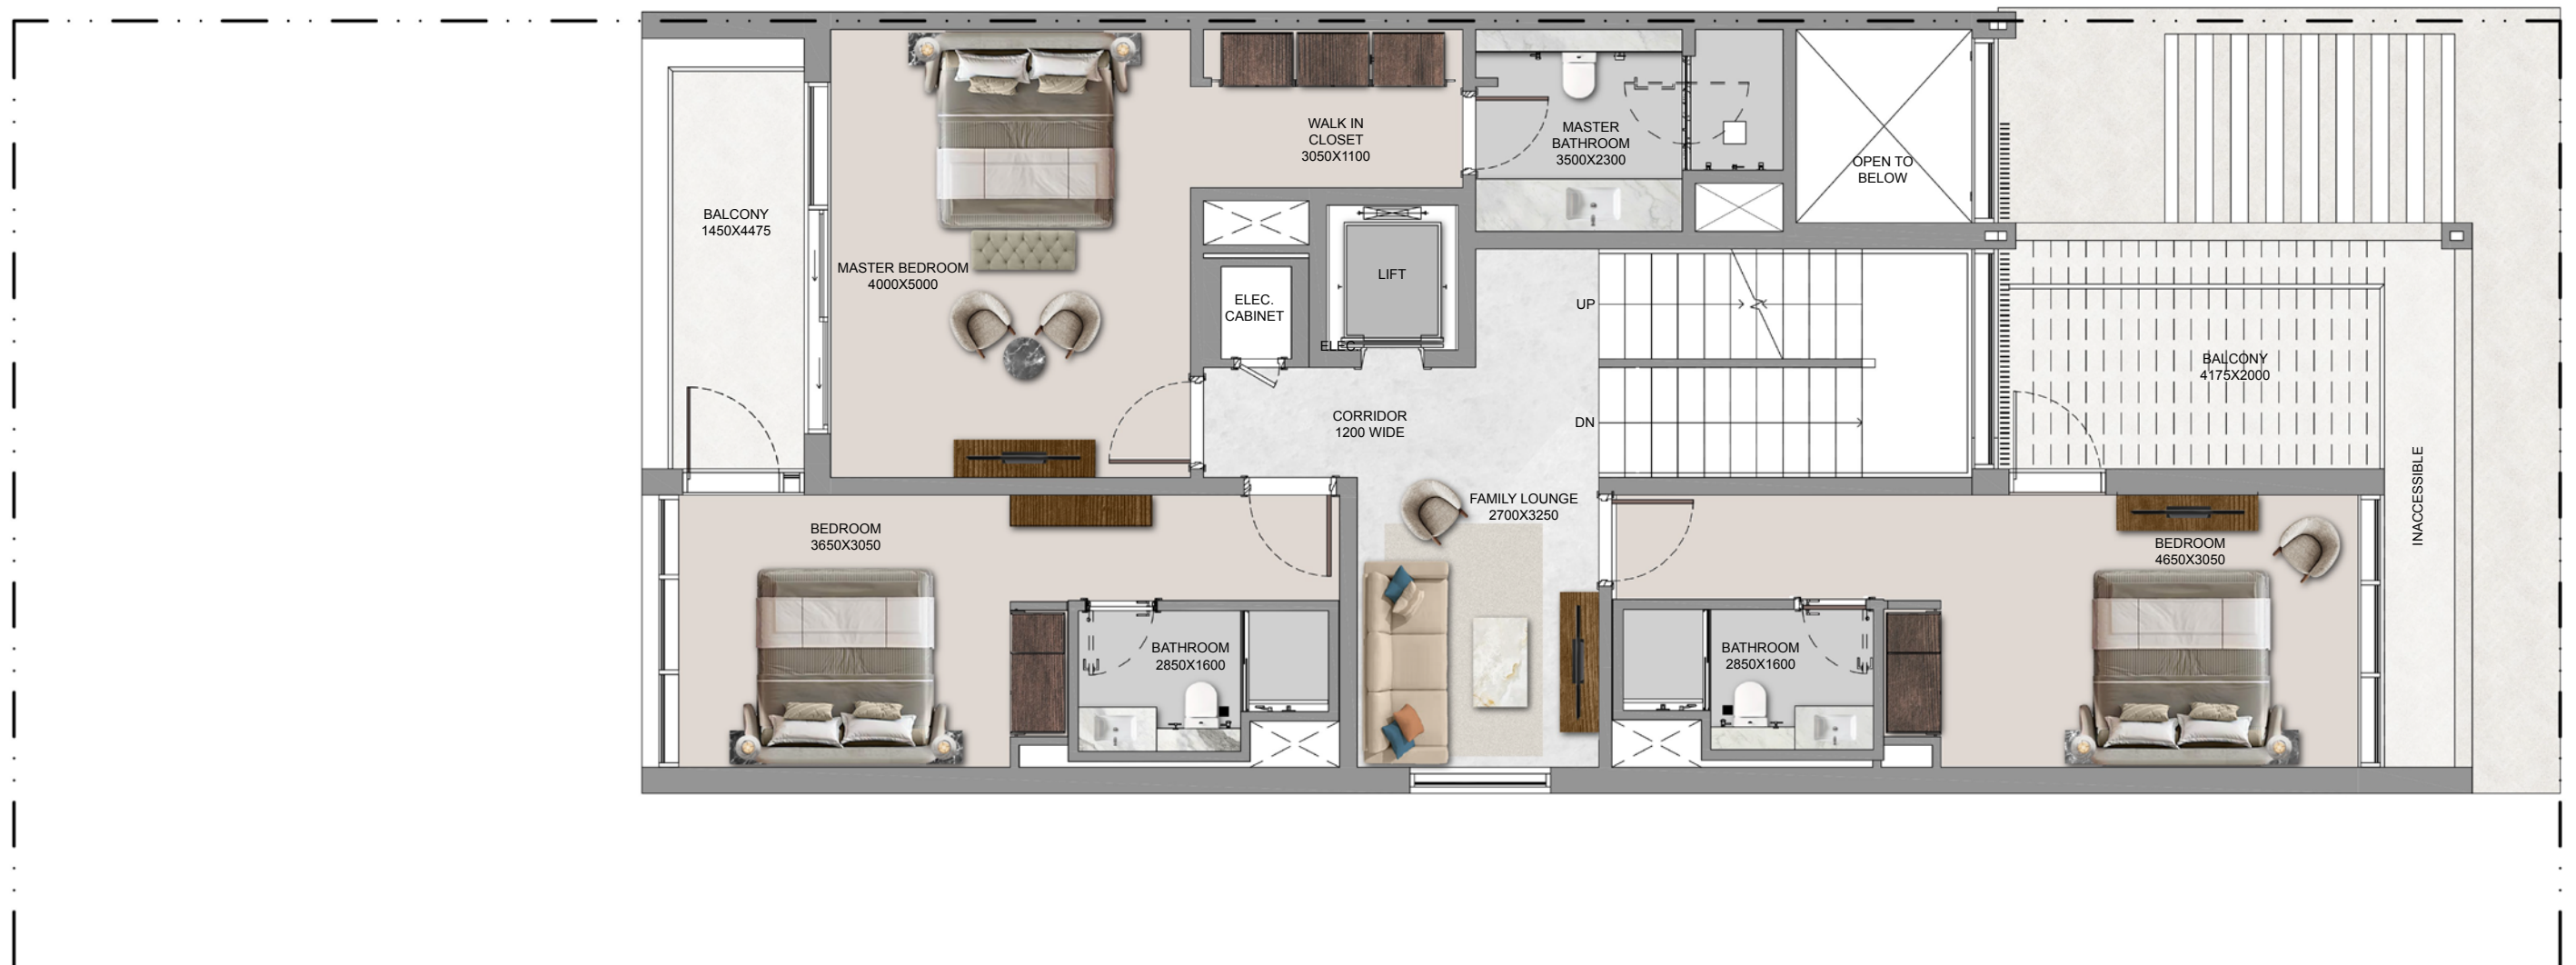 WALK IN
CLOSET
3050X1100
MASTER
BATHROOM
3500X2300
OPEN TO
BELOW
BALCONY
1450X4475
MASTER BEDROOM
4000X5000
LIFT
ELEC.
CABINET
ELEC.
UP
DN
BALCONY
4175X2000
CORRIDOR
1200 WIDE
INACCESSIBLE
FAMILY LOUNGE
2700X3250
BEDROOM
3650X3050
BEDROOM
4650X3050
BATHROOM
2850X1600
BATHROOM
2850X1600